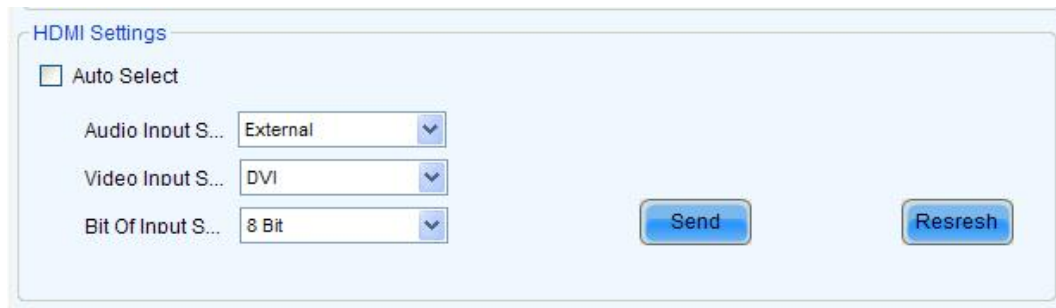 HDMI Settings
Auto Select
Audio Input S... External
Video Input S... DVI
Bit Of Input S... 8 Bit
Send Resresh